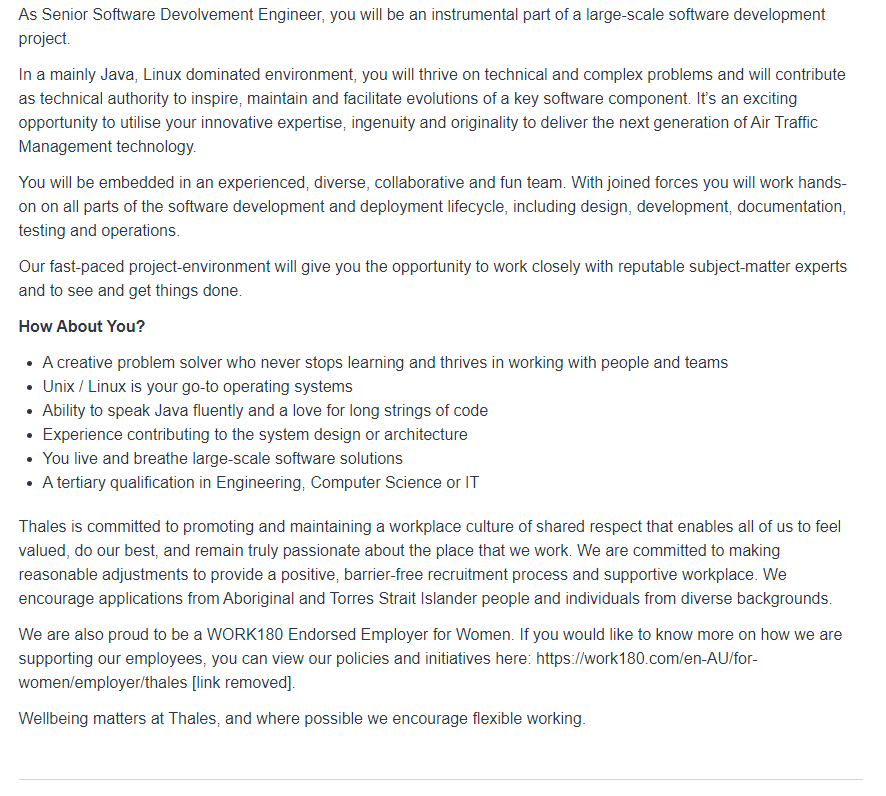 As Senior Software Devolvement Engineer, you will be an instrumental part of a large-scale software development
project.
In a mainly Java, Linux dominated environment, you will thrive on technical and complex problems and will contribute
as technical authority to inspire, maintain and facilitate evolutions of a key software component. It’s an exciting
opportunity to utilise your innovative expertise, ingenuity and originality to deliver the next generation of Air Traffic
Management technology.
You will be embedded in an experienced, diverse, collaborative and fun team. With joined forces you will work hands-
on on all parts of the software development and deployment lifecycle, including design, development, documentation,
testing and operations.
Our fast-paced project-environment will give you the opportunity to work closely with reputable subject-matter experts
and to see and get things done.
How About You?
• A creative problem solver who never stops learning and thrives in working with people and teams
• Unix / Linux is your go-to operating systems
• Ability to speak Java fluently and a love for long strings of code
• Experience contributing to the system design or architecture
• You live and breathe large-scale software solutions
• A tertiary qualification in Engineering, Computer Science or IT
Thales is committed to promoting and maintaining a workplace culture of shared respect that enables all of us to feel
valued, do our best, and remain truly passionate about the place that we work. We are committed to making
reasonable adjustments to provide a positive, barrier-free recruitment process and supportive workplace. We
encourage applications from Aboriginal and Torres Strait Islander people and individuals from diverse backgrounds.
We are also proud to be a WORK180 Endorsed Employer for Women. If you would like to know more on how we are
supporting our employees, you can view our policies and initiatives here: https://work180.com/en-AU/for-
women/employer/thales [link removed].
Wellbeing matters at Thales, and where possible we encourage flexible working.